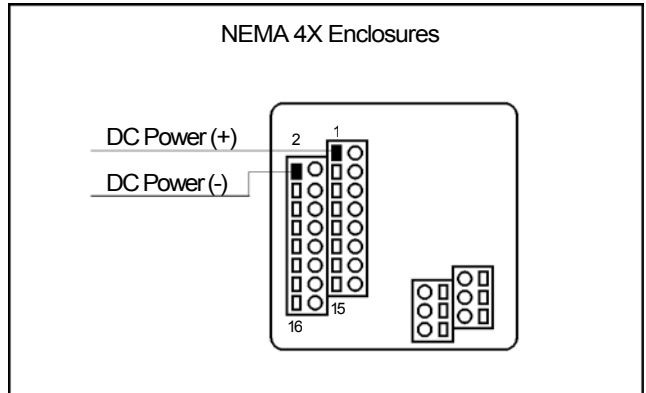 NEMA 4X Enclosures
DC Power (+)
2
1
DC Power (-)
15
16